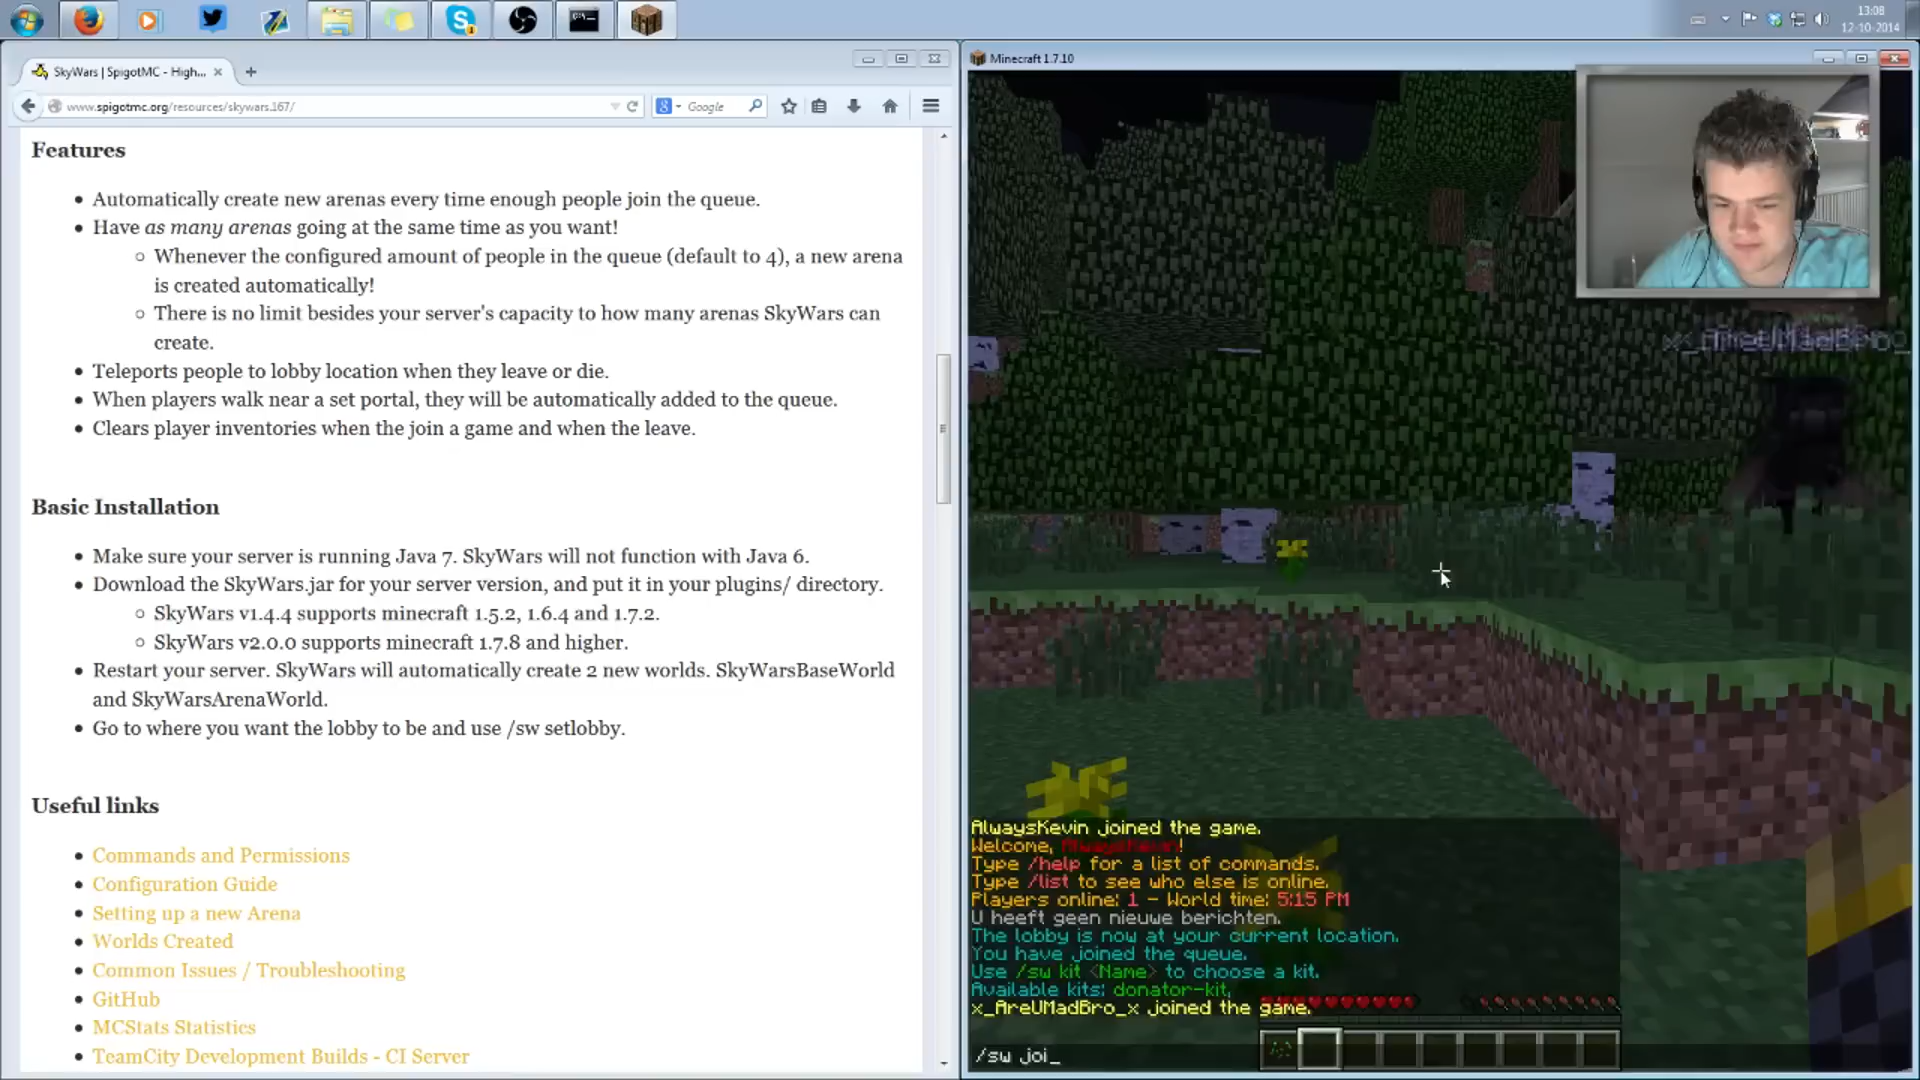 13:08
12-10-2014
SkyWars | SpigotMC - High...
Minecraft 1.7.10
www.spigotmc.org/resources/skywars.167/
Google
Features
Automatically create new arenas every time enough people join the queue.
Have as many arenas going at the same time as you want!
Whenever the configured amount of people in the queue (default to 4), a new arena
is created automatically!
There is no limit besides your server's capacity to how many arenas SkyWars can
create.
Teleports people to lobby location when they leave or die.
When players walk near a set portal, they will be automatically added to the queue.
Clears player inventories when the join a game and when the leave.
Basic Installation
Make sure your server is running Java 7. SkyWars will not function with Java 6.
Download the SkyWars.jar for your server version, and put it in your plugins/ directory.
SkyWars v1.4.4 supports minecraft 1.5.2, 1.6.4 and 1.7.2.
SkyWars v2.0.0 supports minecraft 1.7.8 and higher.
Restart your server. SkyWars will automatically create 2 new worlds. SkyWarsBaseWorld
and SkyWarsArenaWorld.
Go to where you want the lobby to be and use /sw setlobby.
Useful links
Commands and Permissions
Configuration Guide
Setting up a new Arena
Worlds Created
Common Issues / Troubleshooting
GitHub
MCStats Statistics
TeamCity Development Builds - CI Server
x_AreUMadBro_
AlwaysKevin joined the game.
Welcome, AlwaysKevin!
Type /help for a list of commands.
Type /list to see who else is online.
Players online: 1 - World time: 5:15 PM
U heeft geen nieuwe berichten.
The lobby is now at your current location.
You have joined the queue.
Use /sw kit <Name> to choose a kit.
Available kits: donator-kit,
x_AreUMadBro_x joined the game.
/sw joi_